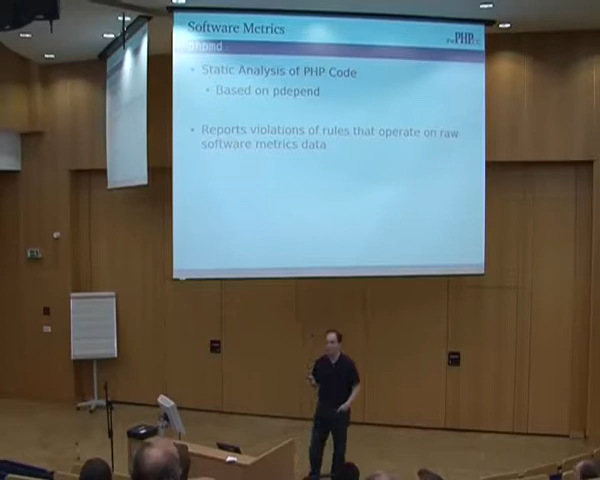 Software Metrics
phpmd
thePHP.cc
• Static Analysis of PHP Code
• Based on pdepend
• Reports violations of rules that operate on raw
software metrics data